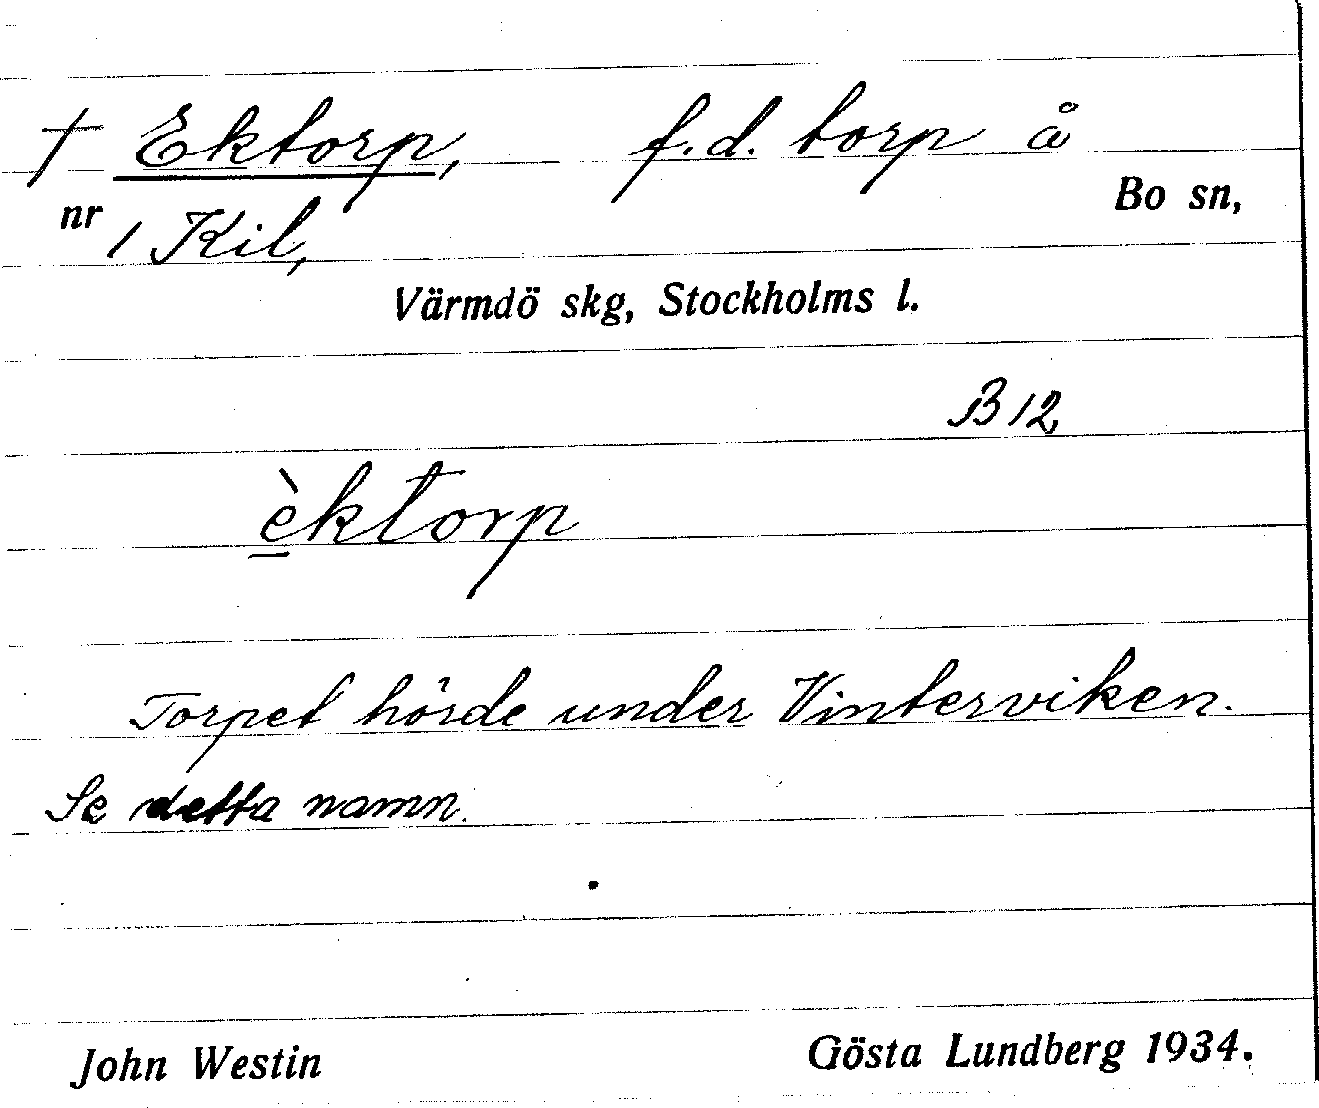 † Ektorp, f.d. torp å
nr 1 Kil, Bo sn,
Värmdö skg, Stockholms l.
B 12
èktorp
Torpet hörde under Vinterviken.
Se detta namn.
John Westin Gösta Lundberg 1934.